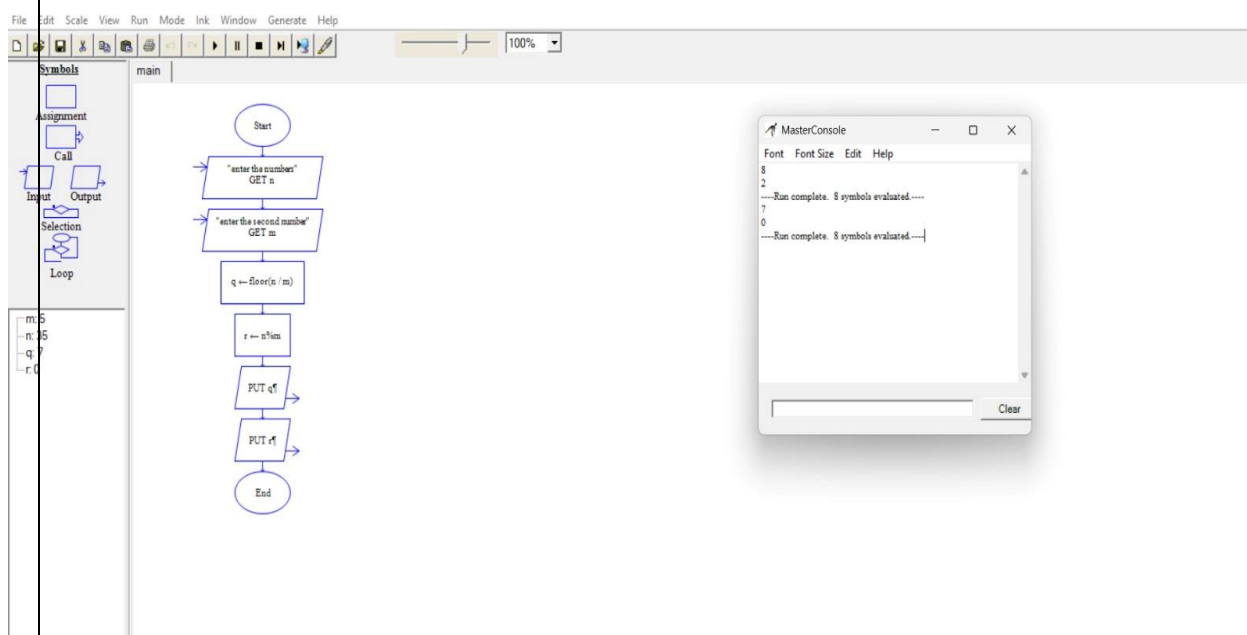 File Edit Scale View Run Mode Ink Window Generate Help
100%
Symbols
main
Assignment
Call
Input Output
Selection
Loop
m: 5
n: 35
q: 7
r: 0
Start
"enter the numbers"
GET n
"enter the second number"
GET m
q ← floor(n / m)
r ← n%m
PUT q¶
PUT r¶
End
MasterConsole
Font Font Size Edit Help
8
2
----Run complete. 8 symbols evaluated.----
7
0
----Run complete. 8 symbols evaluated.----
Clear